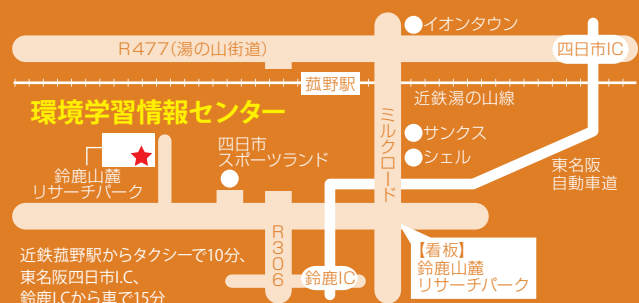 イオンタウン
R477(湯の山街道)
四日市IC
菰野駅
近鉄湯の山線
環境学習情報センター
ミルクロード
サンクス
シェル
四日市
スポーツランド
東名阪
自動車道
鈴鹿山麓
リサーチパーク
R306
鈴鹿IC
【看板】
鈴鹿山麓
リサーチパーク
近鉄菰野駅からタクシーで10分、
東名阪四日市I.C、
鈴鹿I.Cから車で15分